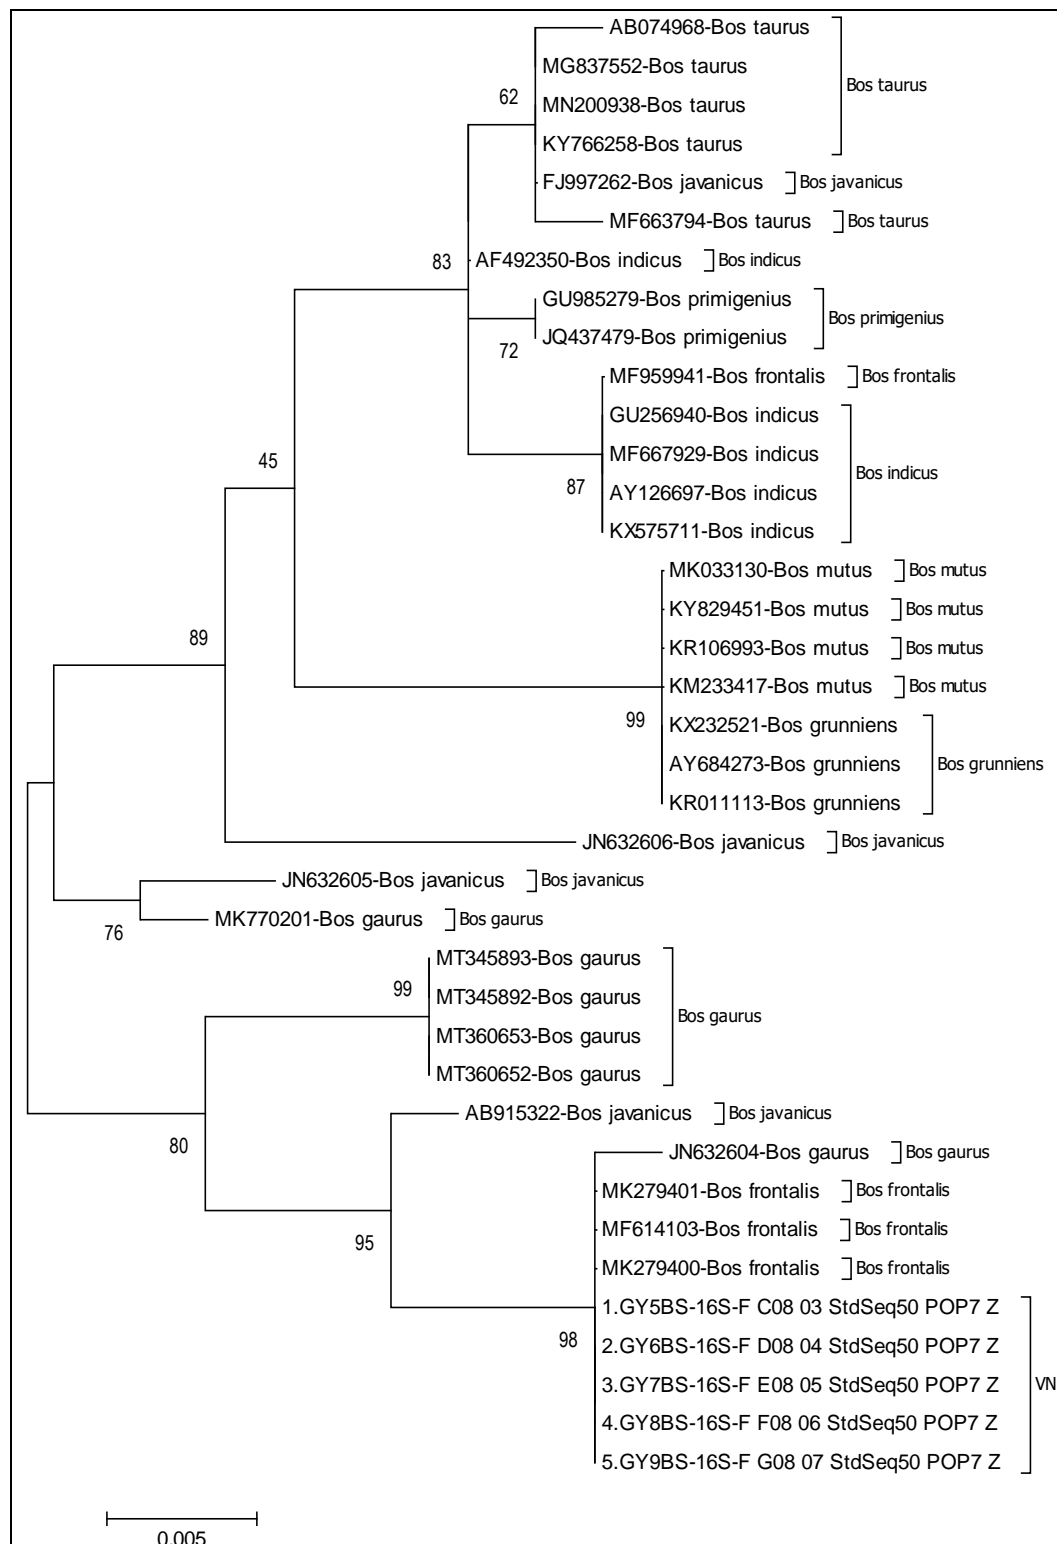 AB074968-Bos taurus
MG837552-Bos taurus
Bos taurus
62
MN200938-Bos taurus
KY766258-Bos taurus
FJ997262-Bos javanicus Bos javanicus
MF663794-Bos taurus Bos taurus
83 AF492350-Bos indicus Bos indicus
GU985279-Bos primigenius
Bos primigenius
JQ437479-Bos primigenius
72
MF959941-Bos frontalis Bos frontalis
GU256940-Bos indicus
45
MF667929-Bos indicus
Bos indicus
87 AY126697-Bos indicus
KX575711-Bos indicus
MK033130-Bos mutus Bos mutus
KY829451-Bos mutus Bos mutus
89 KR106993-Bos mutus Bos mutus
KM233417-Bos mutus Bos mutus
99 KX232521-Bos grunniens
AY684273-Bos grunniens Bos grunniens
KR011113-Bos grunniens
JN632606-Bos javanicus Bos javanicus
JN632605-Bos javanicus Bos javanicus
MK770201-Bos gaurus Bos gaurus
76
MT345893-Bos gaurus
99 MT345892-Bos gaurus
Bos gaurus
MT360653-Bos gaurus
MT360652-Bos gaurus
AB915322-Bos javanicus Bos javanicus
80
JN632604-Bos gaurus Bos gaurus
MK279401-Bos frontalis Bos frontalis
MF614103-Bos frontalis Bos frontalis
95
MK279400-Bos frontalis Bos frontalis
1.GY5BS-16S-F C08 03 StdSeq50 POP7 Z
98 2.GY6BS-16S-F D08 04 StdSeq50 POP7 Z
3.GY7BS-16S-F E08 05 StdSeq50 POP7 Z VN
4.GY8BS-16S-F F08 06 StdSeq50 POP7 Z
5.GY9BS-16S-F G08 07 StdSeq50 POP7 Z
0.005